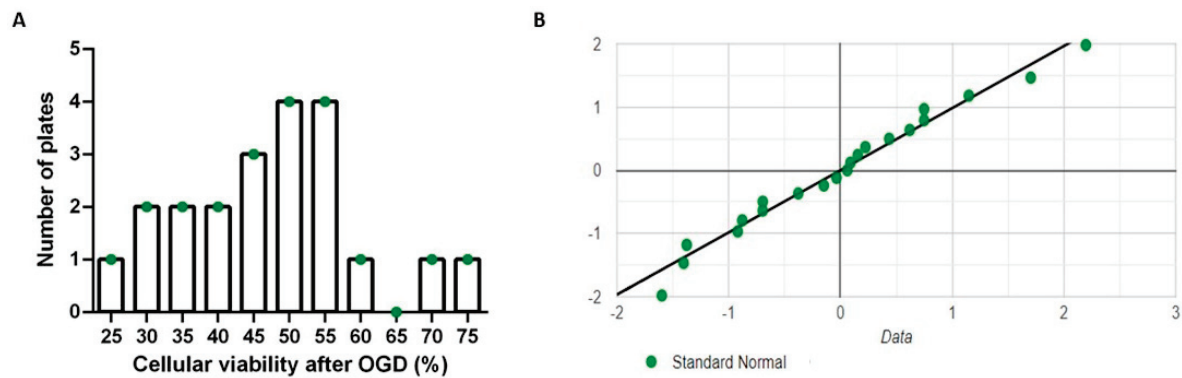 A
B
Number of plates
5
4
3
2
1
0
25 30 35 40 45 50 55 60 65 70 75
Cellular viability after OGD (%)
2
1
0
-1
-2
-2 -1 0 1 2 3
Data
Standard Normal